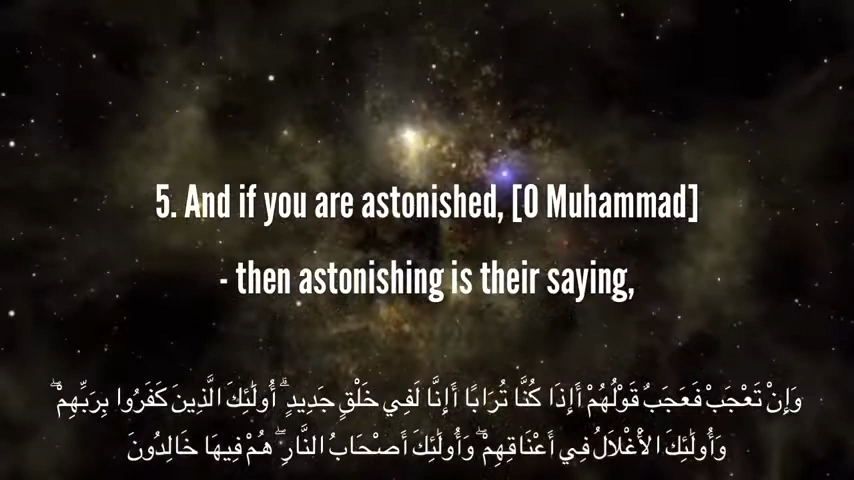 5. And if you are astonished, [O Muhammad]
- then astonishing is their saying,
وَإِنْ تَعْجَبْ فَعَجَبٌ قَوْلُهُمْ أَإِذَا كُنَّا تُرَابًا أَإِنَّا لَفِي خَلْقٍ جَدِيدٍ ۗ أُولَٰئِكَ الَّذِينَ كَفَرُوا بِرَبِّهِمْ ۖ
وَأُولَٰئِكَ الْأَغْلَالُ فِي أَعْنَاقِهِمْ ۖ وَأُولَٰئِكَ أَصْحَابُ النَّارِ ۖ هُمْ فِيهَا خَالِدُونَ